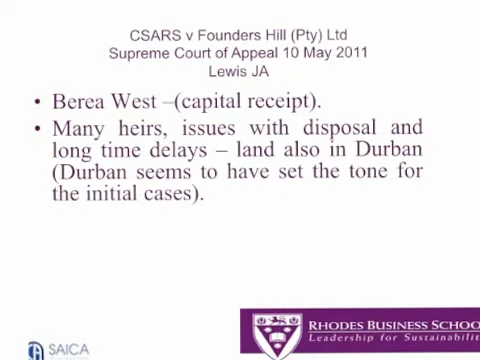 CSARS v Founders Hill (Pty) Ltd
Supreme Court of Appeal 10 May 2011
Lewis JA
• Berea West –(capital receipt).
• Many heirs, issues with disposal and
long time delays – land also in Durban
(Durban seems to have set the tone for
the initial cases).
SAICA
RHODES BUSINESS SCHOOL
Leadership for Sustainability